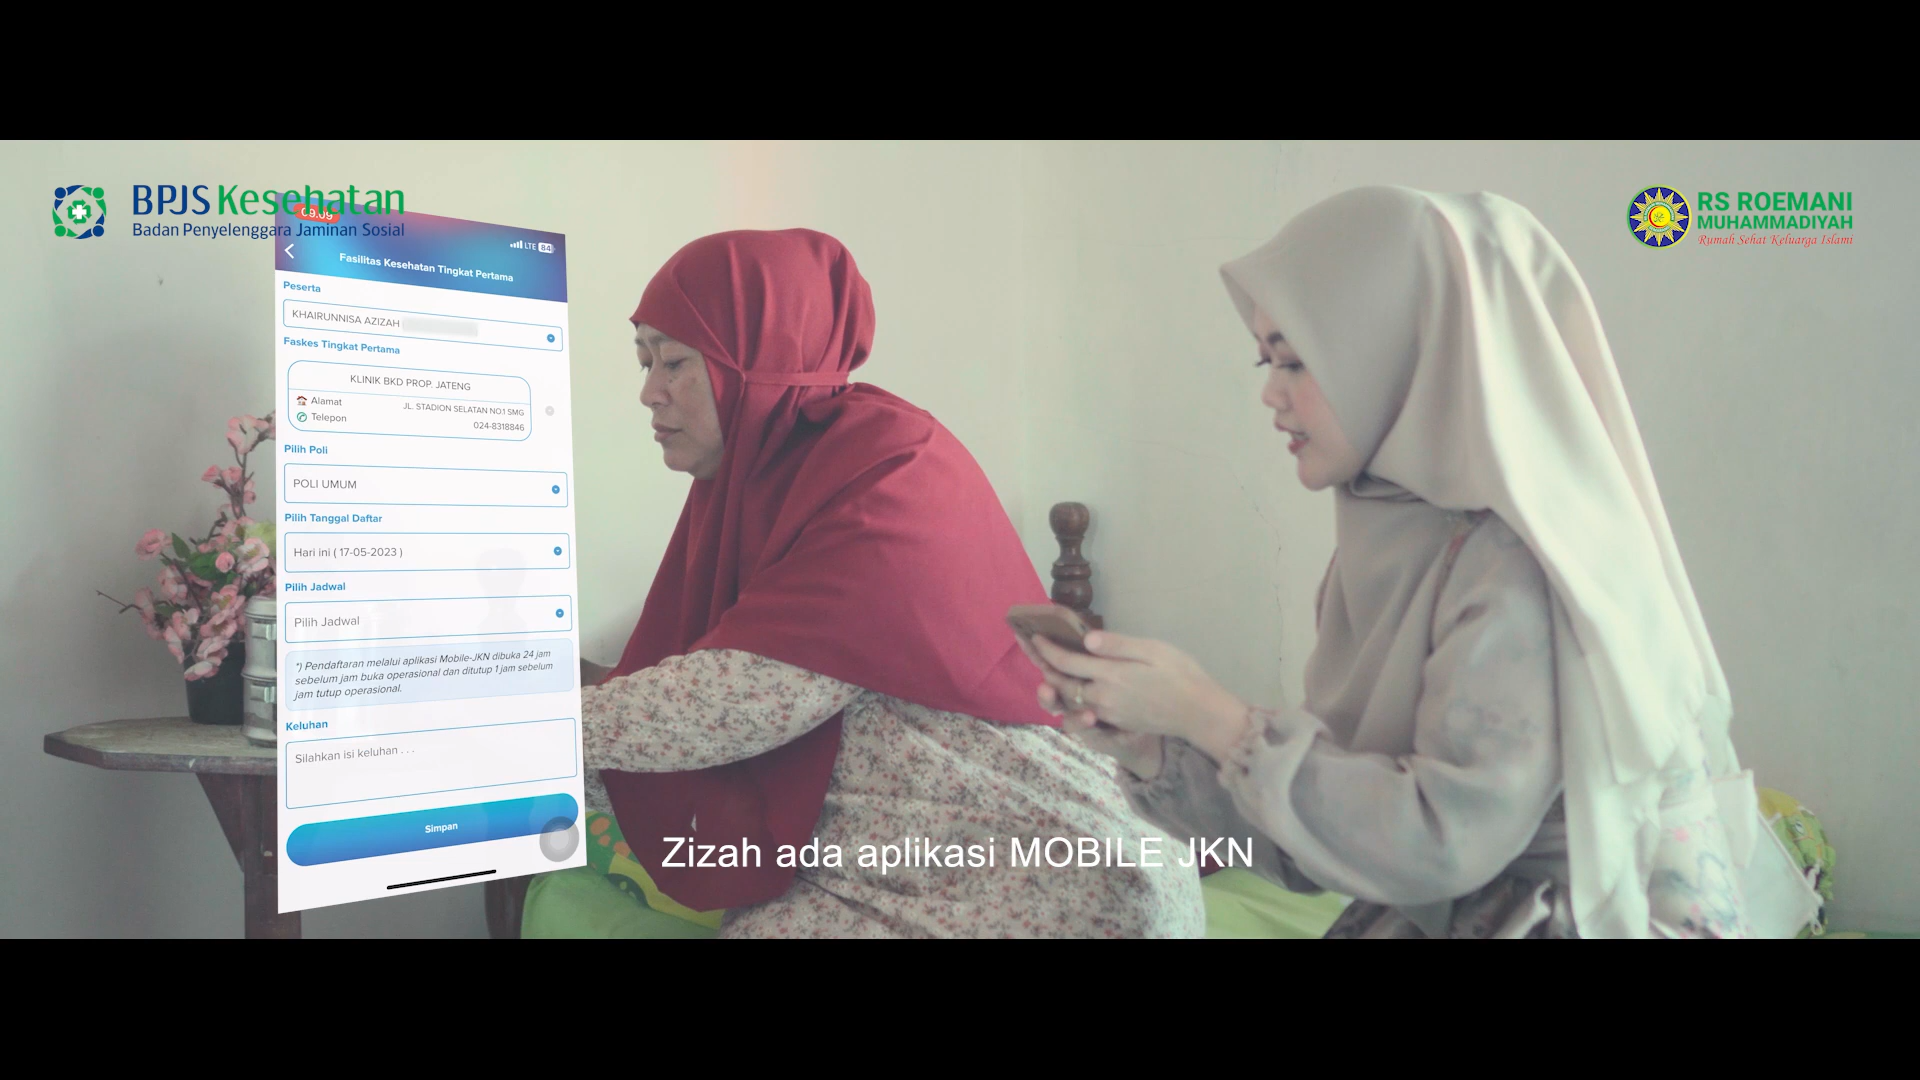 BPJS Kesehatan
Badan Penyelenggara Jaminan Sosial
RS ROEMANI
MUHAMMADIYAH
Rumah Sehat Keluarga Islami
09.09
LTE 84
Fasilitas Kesehatan Tingkat Pertama
Peserta
KHAIRUNNISA AZIZAH
Faskes Tingkat Pertama
KLINIK BKD PROP. JATENG
Alamat JL. STADION SELATAN NO.1 SMG
Telepon 024-8318846
Pilih Poli
POLI UMUM
Pilih Tanggal Daftar
Hari ini ( 17-05-2023 )
Pilih Jadwal
Pilih Jadwal
*) Pendaftaran melalui aplikasi Mobile-JKN dibuka 24 jam
sebelum jam buka operasional dan ditutup 1 jam sebelum
jam tutup operasional.
Keluhan
Silahkan isi keluhan . . .
Simpan
Zizah ada aplikasi MOBILE JKN